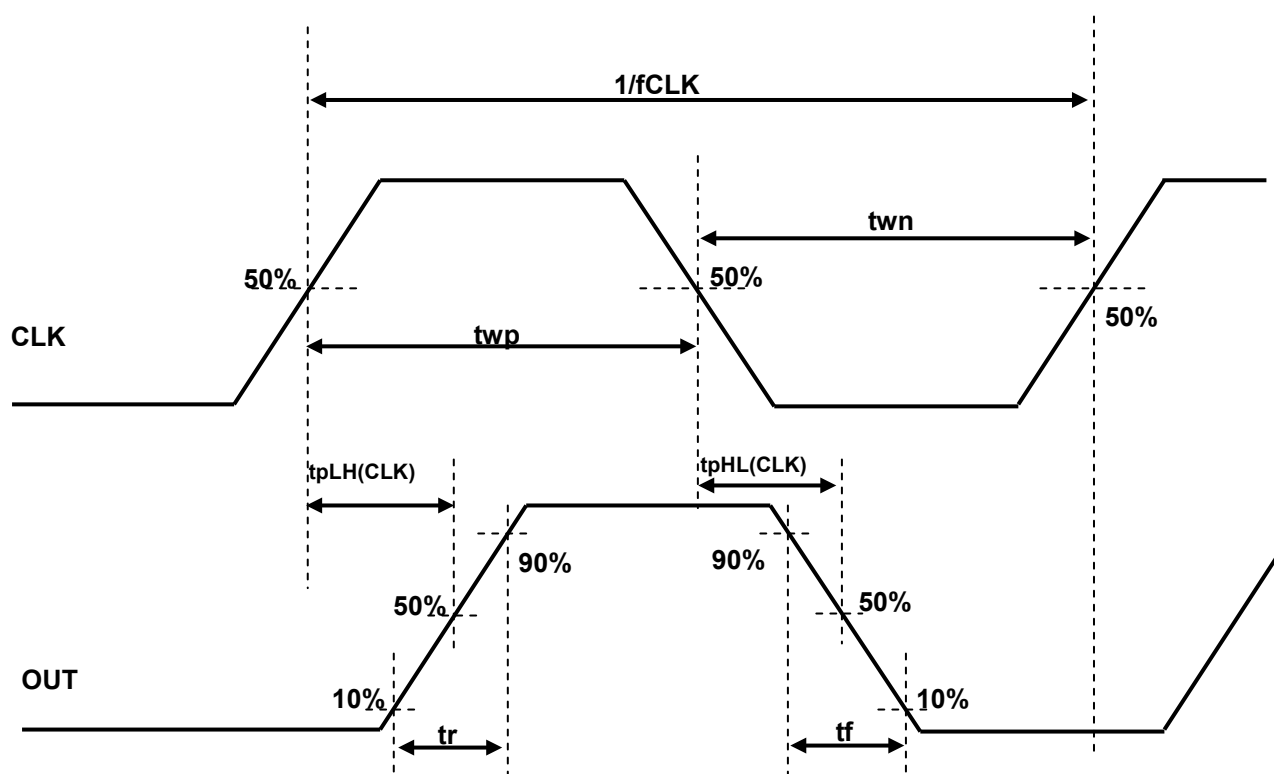 1/fCLK
twn
50%
50%
50%
CLK
twp
tpLH(CLK)
tpHL(CLK)
90%
90%
50%
50%
OUT
10%
10%
tr
tf